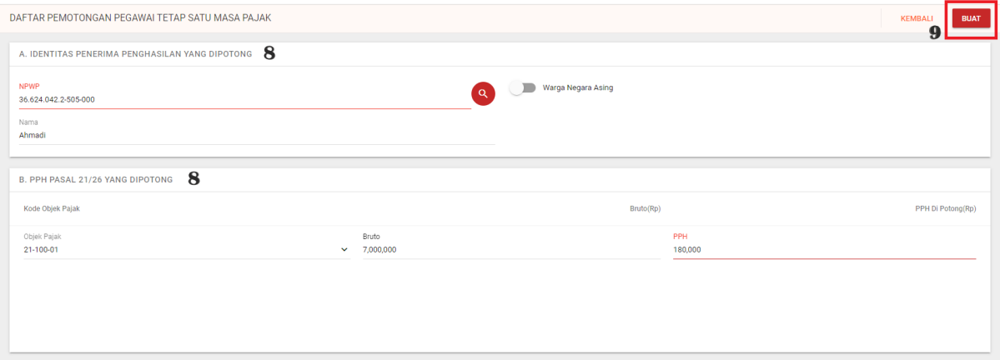 DAFTAR PEMOTONGAN PEGAWAI TETAP SATU MASA PAJAK
KEMBALI
BUAT
9
A. IDENTITAS PENERIMA PENGHASILAN YANG DIPOTONG
8
NPWP
36.624.042.2-505-000
Warga Negara Asing
Nama
Ahmadi
B. PPH PASAL 21/26 YANG DIPOTONG
8
Kode Objek Pajak
Bruto(Rp)
PPH Di Potong(Rp)
Objek Pajak
21-100-01
Bruto
7,000,000
PPH
180,000